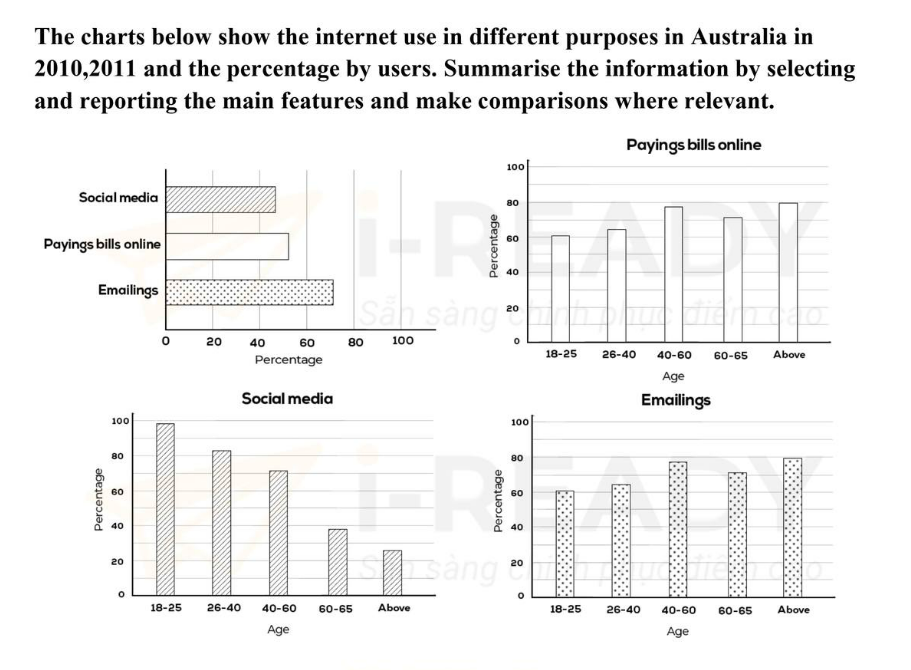 The charts below show the internet use in different purposes in Australia in
2010,2011 and the percentage by users. Summarise the information by selecting
and reporting the main features and make comparisons where relevant.
Social media
Payings bills online
Emailings
0 20 40 60 80 100
Percentage
Payings bills online
100
80
60
40
20
0
Percentage
18-25 26-40 40-60 60-65 Above
Age
Social media
100
80
60
40
20
0
Percentage
18-25 26-40 40-60 60-65 Above
Age
Emailings
100
80
60
40
20
0
Percentage
18-25 26-40 40-60 60-65 Above
Age
i-READY
Sẵn sàng chinh phục điểm cao
i-READY
Sẵn sàng chinh phục điểm cao